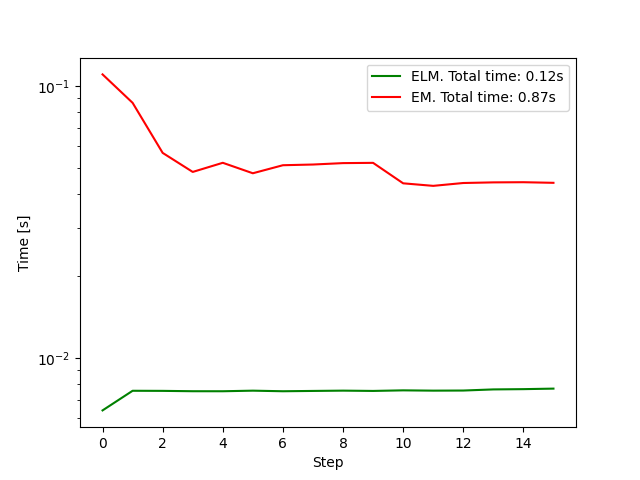 ELM. Total time: 0.12s
EM. Total time: 0.87s
10⁻¹
10⁻²
Time [s]
0 2 4 6 8 10 12 14
Step